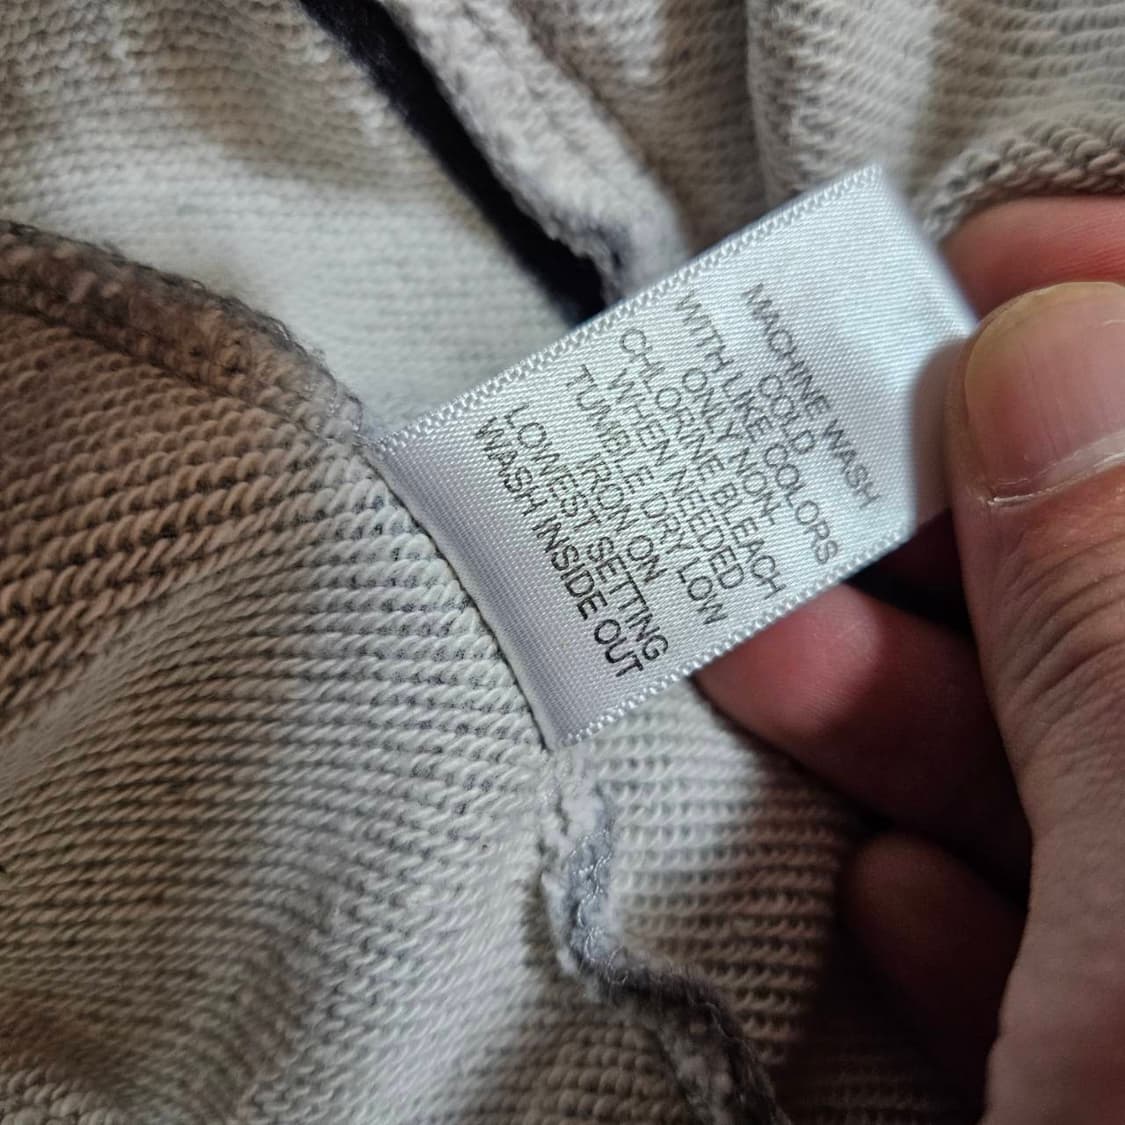 MACHINE WASH
COLD
WITH LIKE COLORS
ONLY NON-
CHLORINE BLEACH
WHEN NEEDED
TUMBLE DRY LOW
IRON ON
LOWEST SETTING
WASH INSIDE OUT